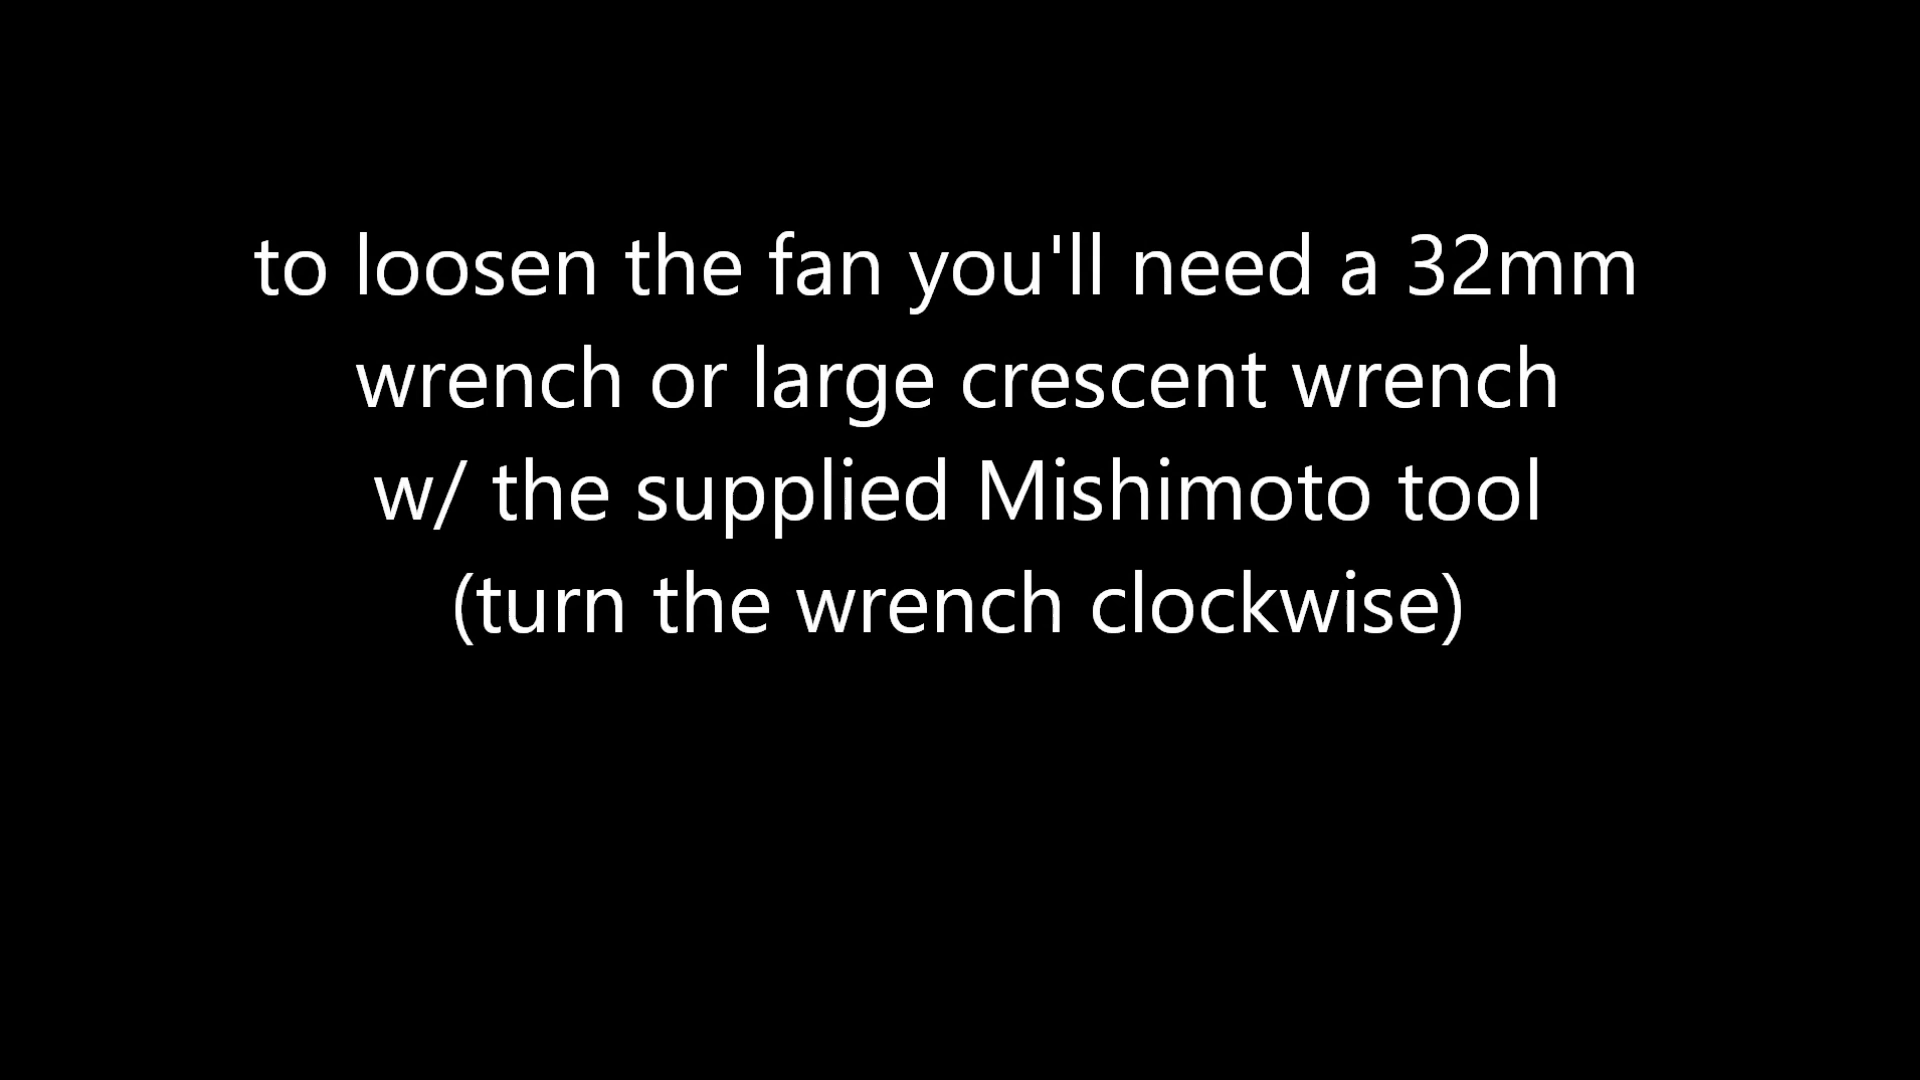 to loosen the fan you'll need a 32mm
wrench or large crescent wrench
w/ the supplied Mishimoto tool
(turn the wrench clockwise)